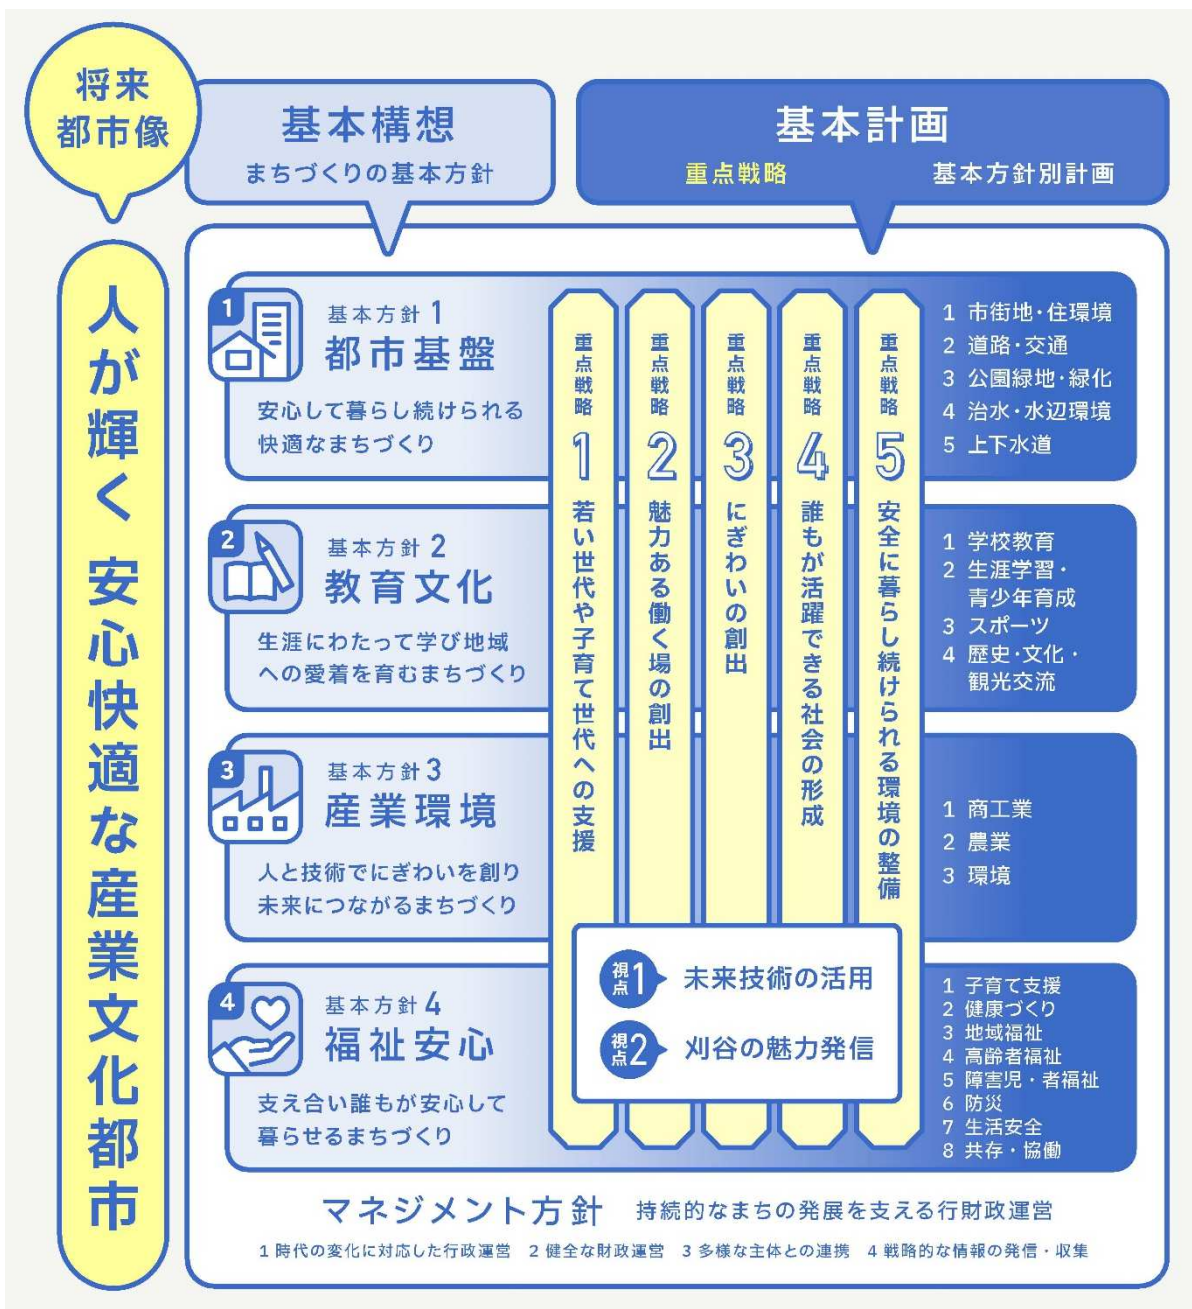 将来
都市像
基本構想
まちづくりの基本方針
基本計画
重点戦略
基本方針別計画
人が輝く 安心快適な産業文化都市
1
基本方針 1
都市基盤
安心して暮らし続けられる
快適なまちづくり
2
基本方針 2
教育文化
生涯にわたって学び地域
への愛着を育むまちづくり
3
基本方針 3
産業環境
人と技術でにぎわいを創り
未来につながるまちづくり
4
基本方針 4
福祉安心
支え合い誰もが安心して
暮らせるまちづくり
重点戦略 1 若い世代や子育て世代への支援
重点戦略 2 魅力ある働く場の創出
重点戦略 3 にぎわいの創出
重点戦略 4 誰もが活躍できる社会の形成
重点戦略 5 安全に暮らし続けられる環境の整備
視点1 未来技術の活用
視点2 刈谷の魅力発信
1 市街地・住環境
2 道路・交通
3 公園緑地・緑化
4 治水・水辺環境
5 上下水道
1 学校教育
2 生涯学習・
青少年育成
3 スポーツ
4 歴史・文化・
観光交流
1 商工業
2 農業
3 環境
1 子育て支援
2 健康づくり
3 地域福祉
4 高齢者福祉
5 障害児・者福祉
6 防災
7 生活安全
8 共存・協働
マネジメント方針 持続的なまちの発展を支える行財政運営
1 時代の変化に対応した行政運営 2 健全な財政運営 3 多様な主体との連携 4 戦略的な情報の発信・収集